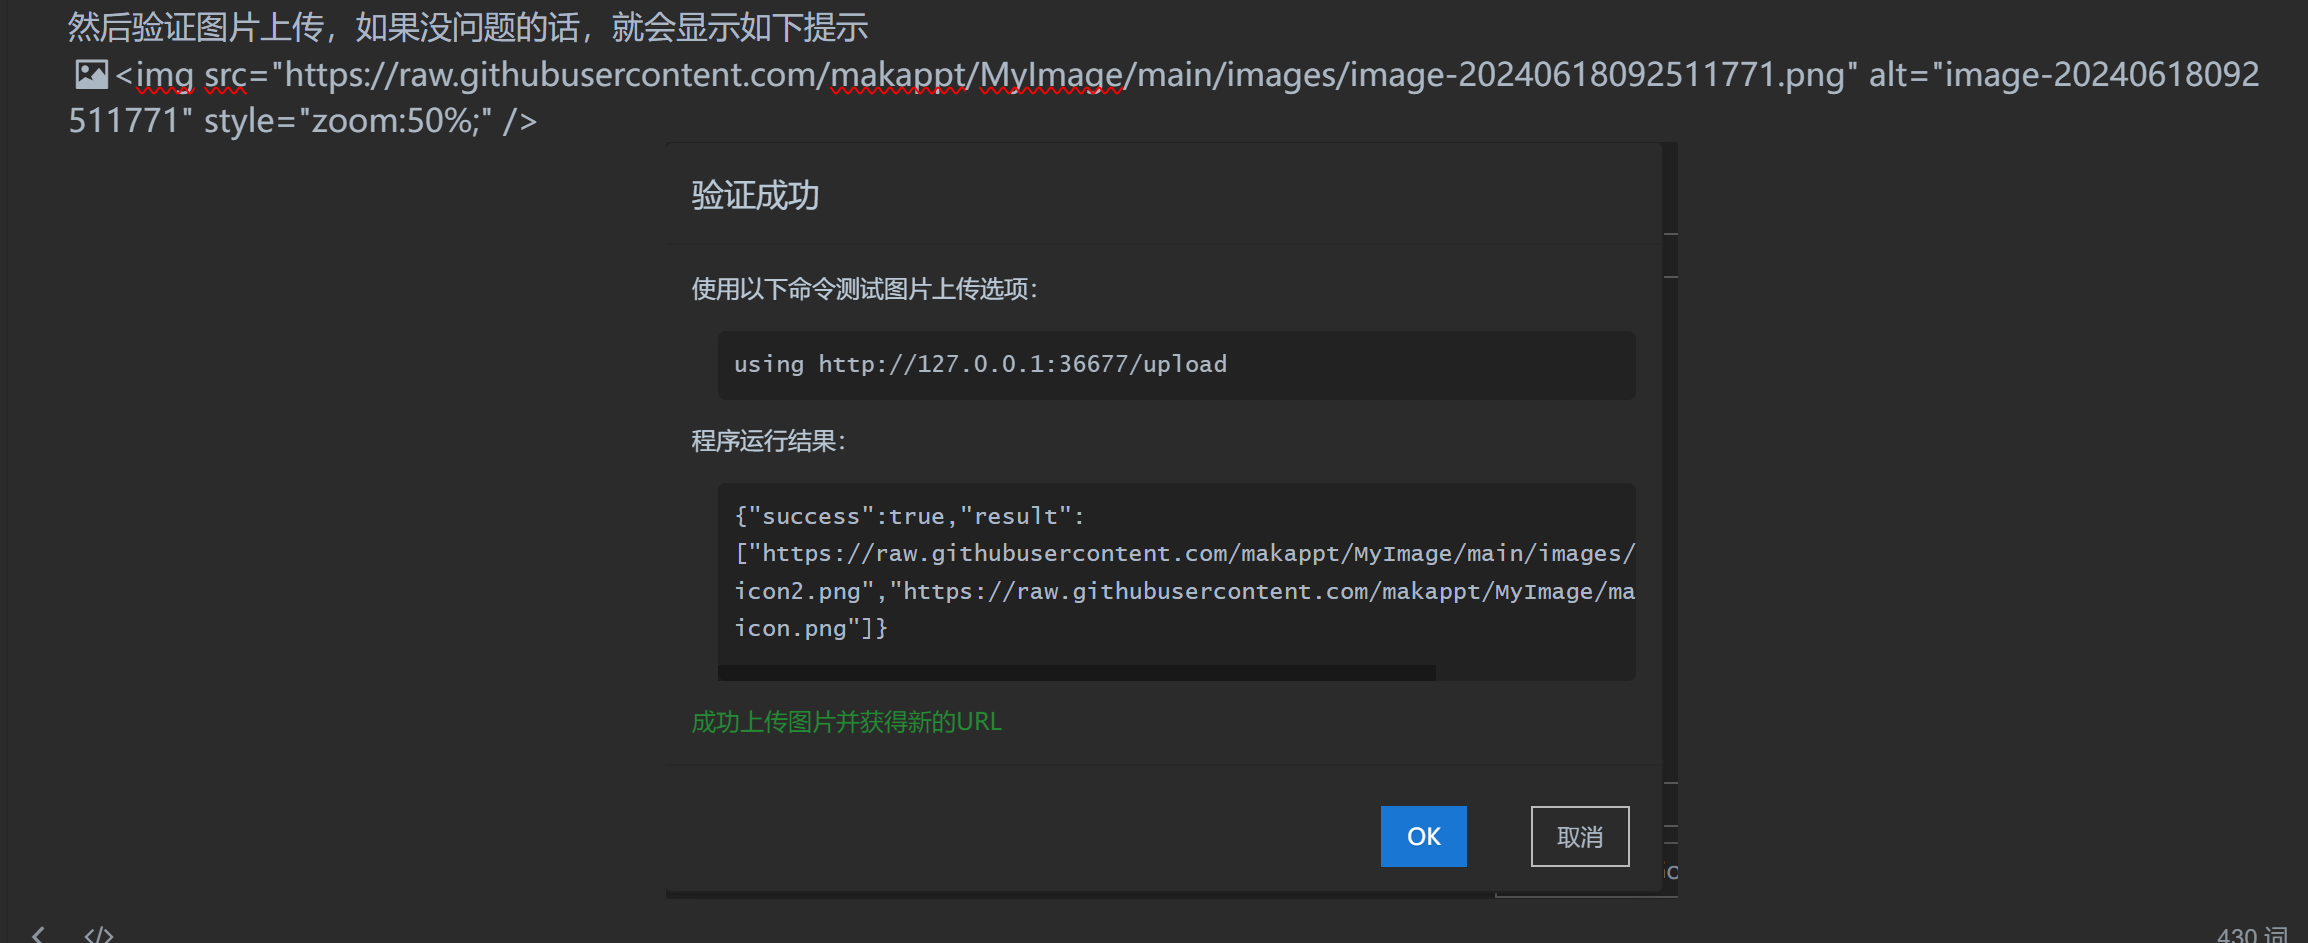 然后验证图片上传，如果没问题的话，就会显示如下提示
<img src="https://raw.githubusercontent.com/makappt/MyImage/main/images/image-20240618092511771.png" alt="image-20240618092
511771" style="zoom:50%;" />
验证成功
使用以下命令测试图片上传选项：
using http://127.0.0.1:36677/upload
程序运行结果：
{"success":true,"result":
["https://raw.githubusercontent.com/makappt/MyImage/main/images/
icon2.png","https://raw.githubusercontent.com/makappt/MyImage/ma
icon.png"]}
成功上传图片并获得新的URL
OK
取消
430 词